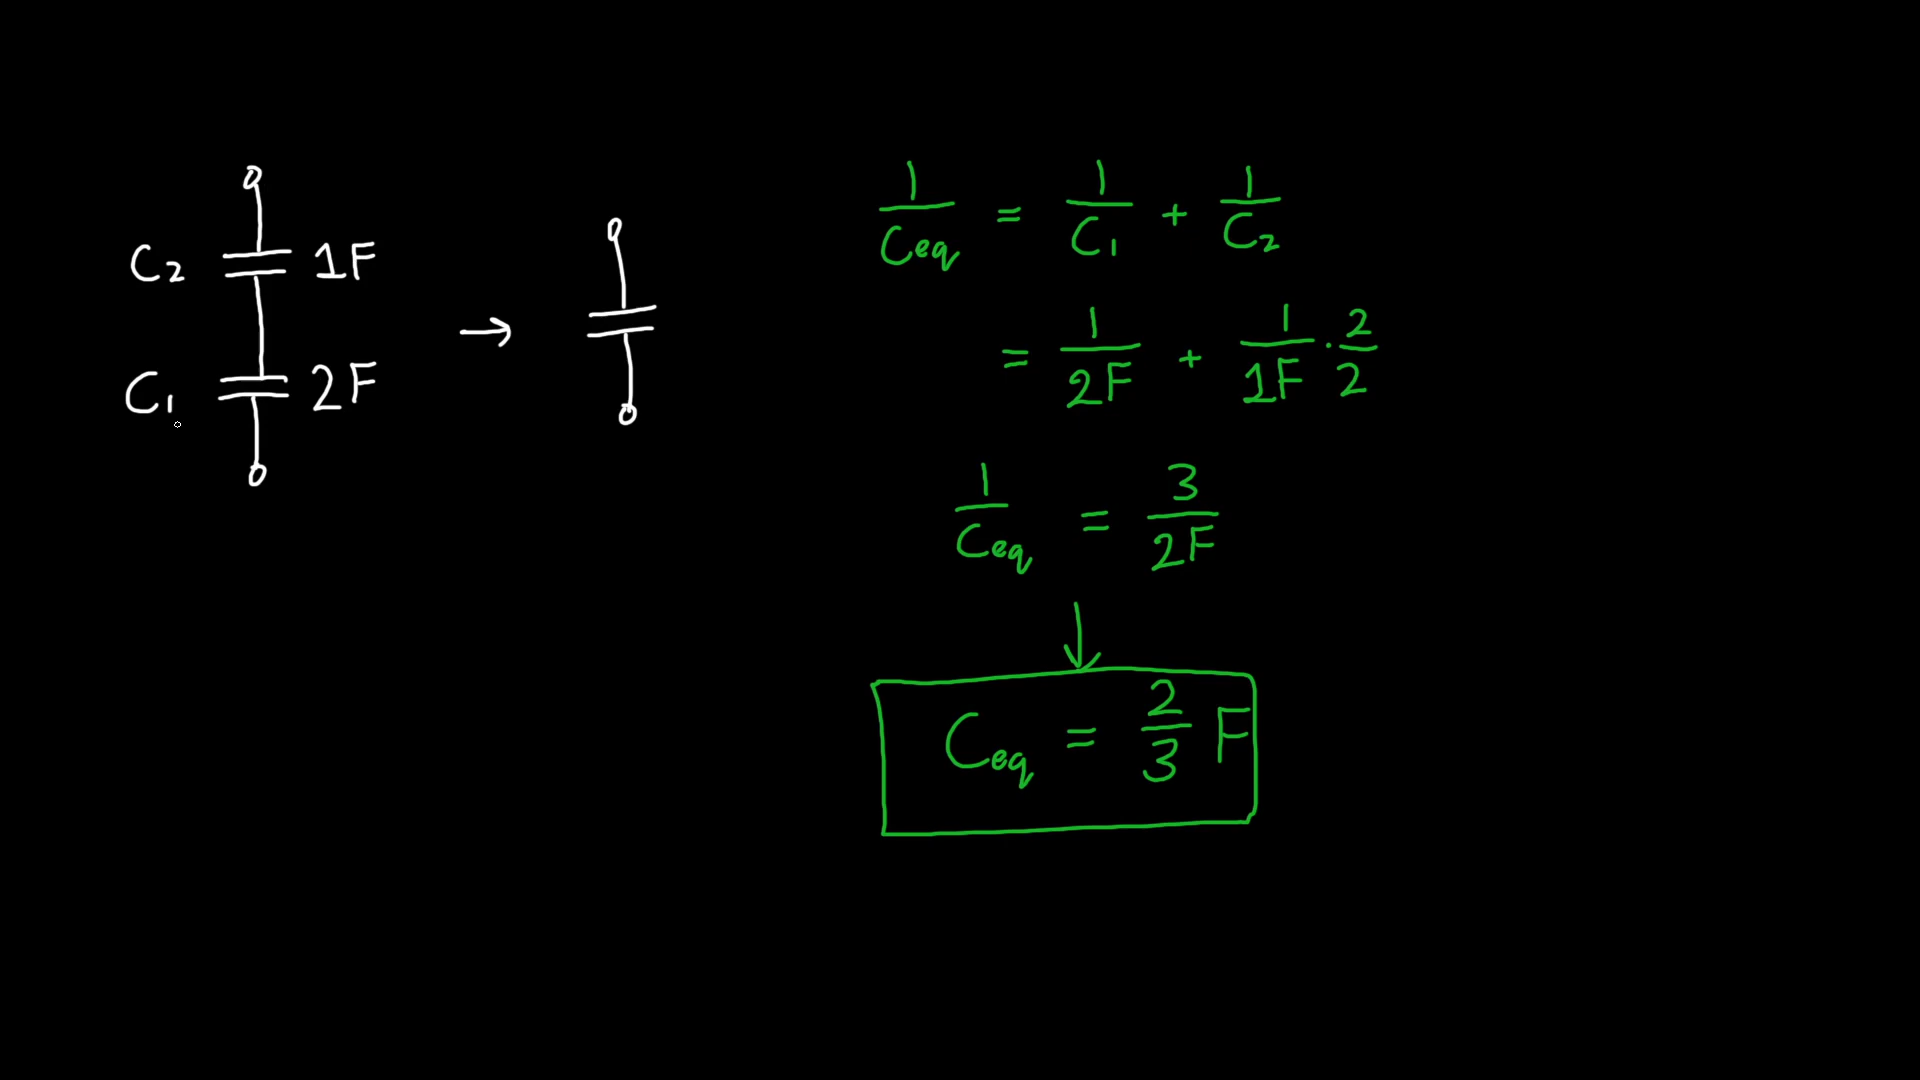 C₂ 1F
C₁ 2F
→
1/Ceq = 1/C₁ + 1/C₂
= 1/2F + 1/1F · 2/2
1/Ceq = 3/2F
↓
Ceq = 2/3 F